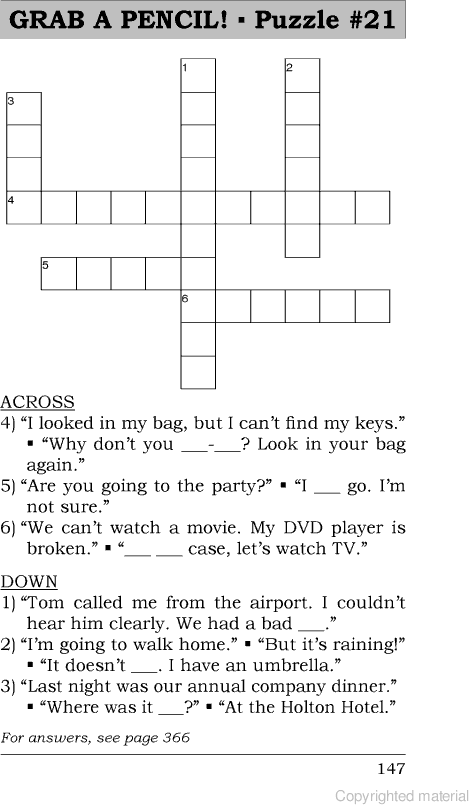 GRAB A PENCIL! ▪ Puzzle #21
1
2
3
4
5
6
ACROSS
4) “I looked in my bag, but I can’t find my keys.”
▪ “Why don’t you ___-___? Look in your bag
again.”
5) “Are you going to the party?” ▪ “I ___ go. I’m
not sure.”
6) “We can’t watch a movie. My DVD player is
broken.” ▪ “___ ___ case, let’s watch TV.”
DOWN
1) “Tom called me from the airport. I couldn’t
hear him clearly. We had a bad ___.”
2) “I’m going to walk home.” ▪ “But it’s raining!”
▪ “It doesn’t ___. I have an umbrella.”
3) “Last night was our annual company dinner.”
▪ “Where was it ___?” ▪ “At the Holton Hotel.”
For answers, see page 366
147
Copyrighted material